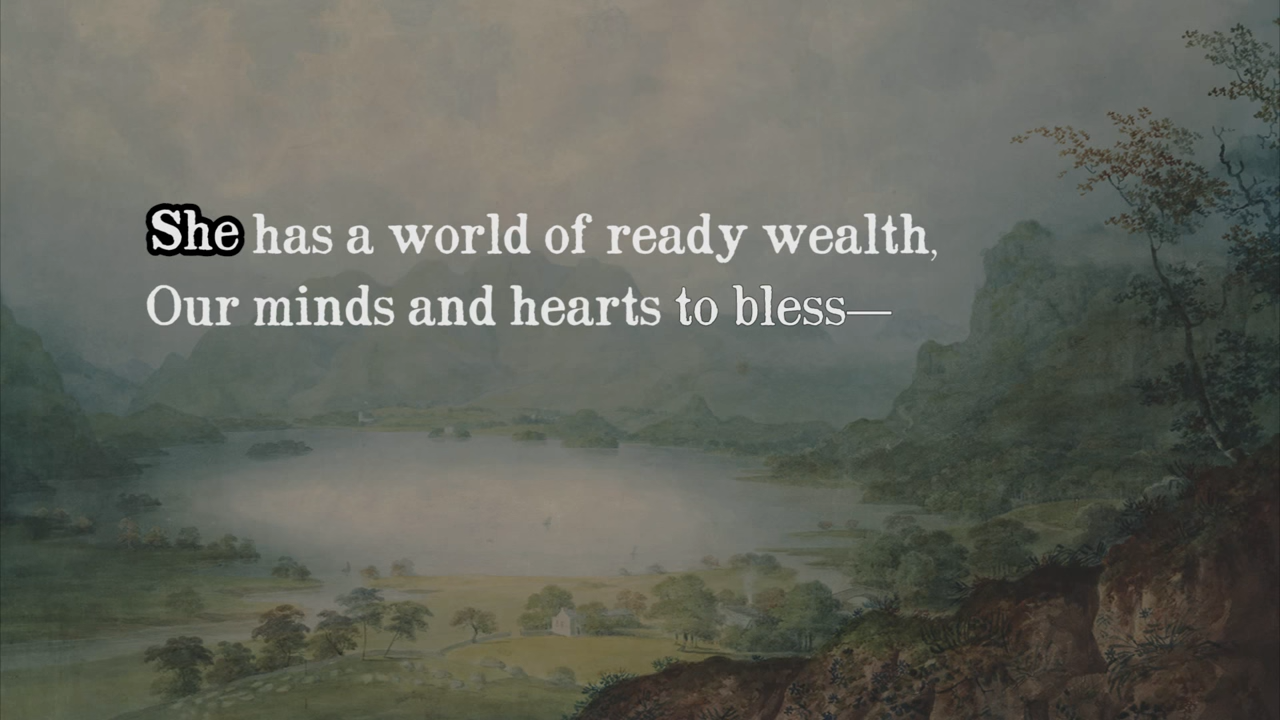 She has a world of ready wealth,
Our minds and hearts to bless—